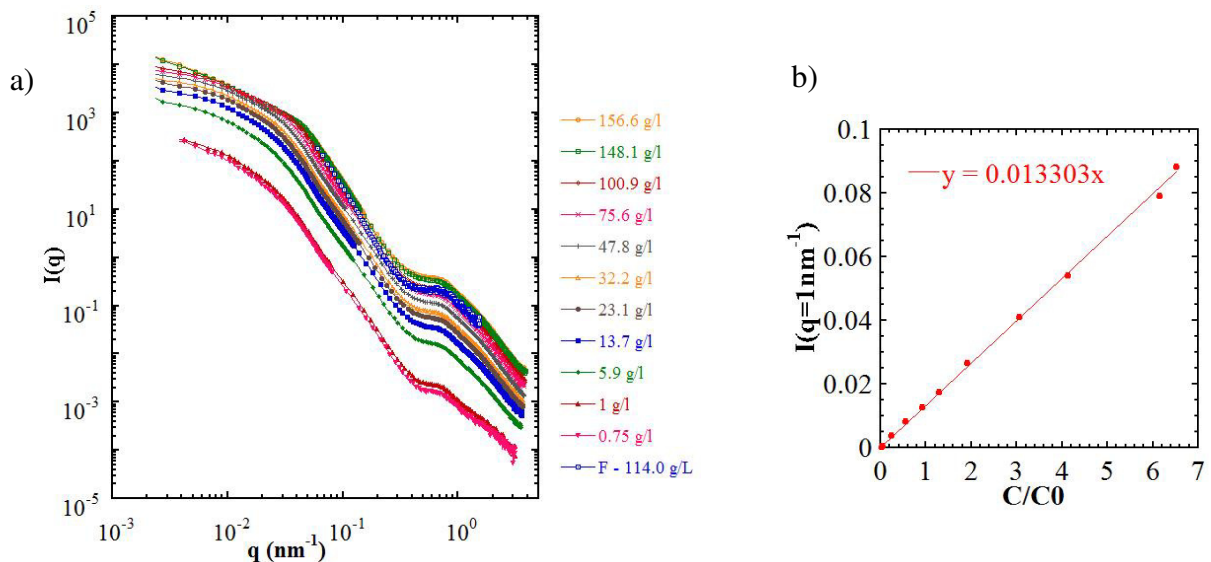 a)
10^5
10^3
10^1
10^-1
10^-3
10^-5
I(q)
10^-3
10^-2
10^-1
10^0
q (nm^-1)
156.6 g/l
148.1 g/l
100.9 g/l
75.6 g/l
47.8 g/l
32.2 g/l
23.1 g/l
13.7 g/l
5.9 g/l
1 g/l
0.75 g/l
F - 114.0 g/L
b)
0.1
0.08
0.06
0.04
0.02
0
I(q=1nm^-1)
y = 0.013303x
0 1 2 3 4 5 6 7
C/C0